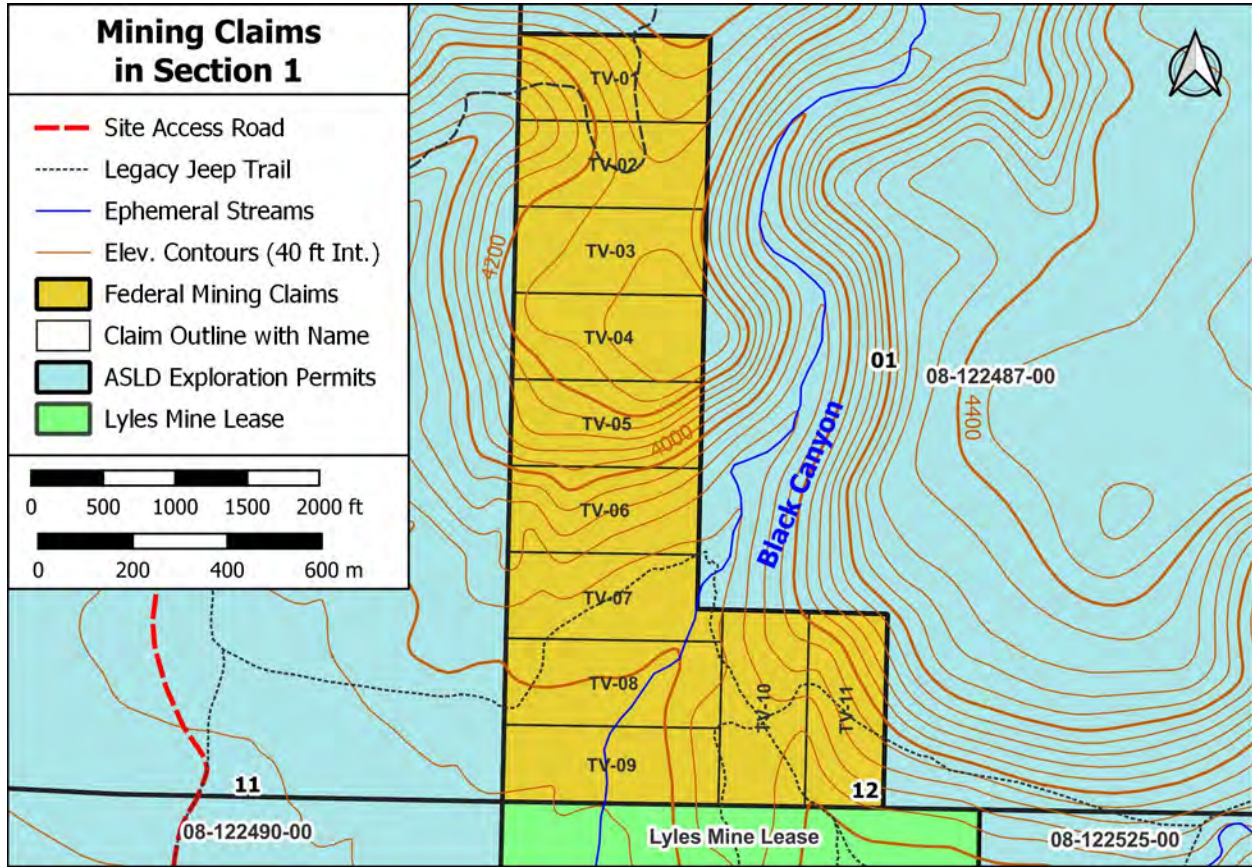 Mining Claims
in Section 1
Site Access Road
Legacy Jeep Trail
Ephemeral Streams
Elev. Contours (40 ft Int.)
Federal Mining Claims
Claim Outline with Name
ASLD Exploration Permits
Lyles Mine Lease
0 500 1000 1500 2000 ft
0 200 400 600 m
TV-01
TV-02
TV-03
4200
TV-04
01
08-122487-00
4400
TV-05
4000
Black Canyon
TV-06
TV-07
TV-08
TV-10
TV-11
TV-09
11
12
08-122490-00
Lyles Mine Lease
08-122525-00